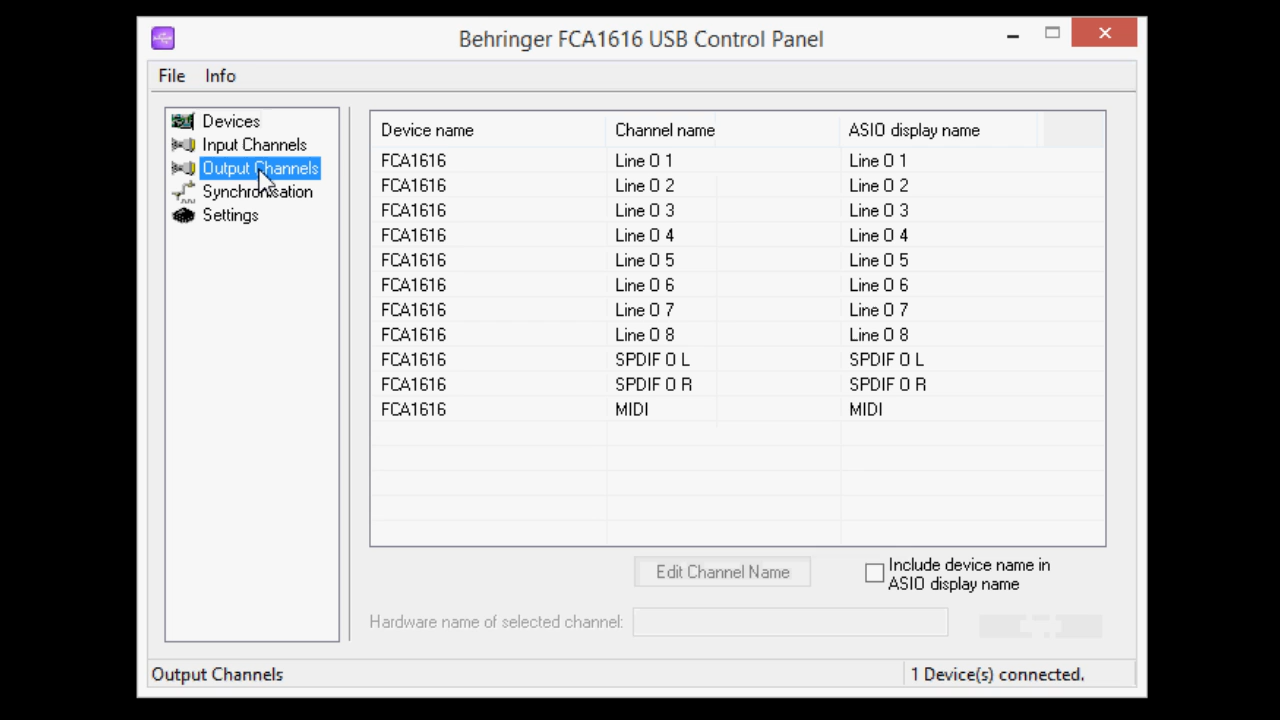 Behringer FCA1616 USB Control Panel
File Info
Devices
Input Channels
Output Channels
Synchronisation
Settings
Device name Channel name ASIO display name
FCA1616 Line O 1 Line O 1
FCA1616 Line O 2 Line O 2
FCA1616 Line O 3 Line O 3
FCA1616 Line O 4 Line O 4
FCA1616 Line O 5 Line O 5
FCA1616 Line O 6 Line O 6
FCA1616 Line O 7 Line O 7
FCA1616 Line O 8 Line O 8
FCA1616 SPDIF O L SPDIF O L
FCA1616 SPDIF O R SPDIF O R
FCA1616 MIDI MIDI
Edit Channel Name
Include device name in
ASIO display name
Hardware name of selected channel:
Output Channels
1 Device(s) connected.